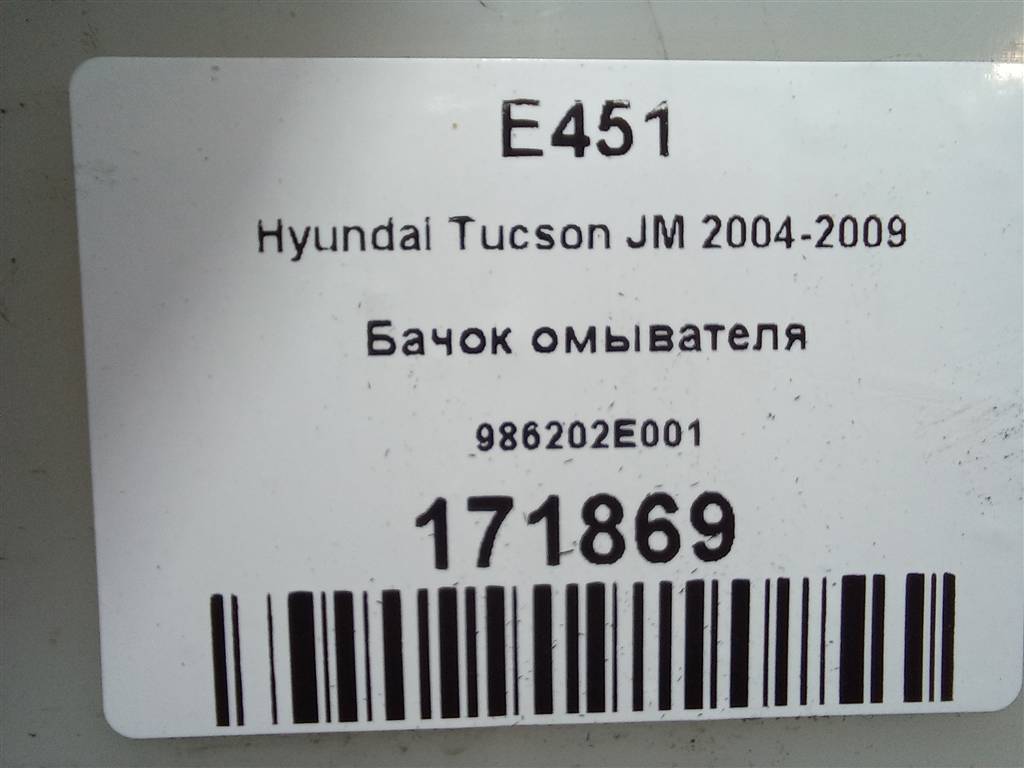 E451
Hyundai Tucson JM 2004-2009
Бачок омывателя
986202E001
171869